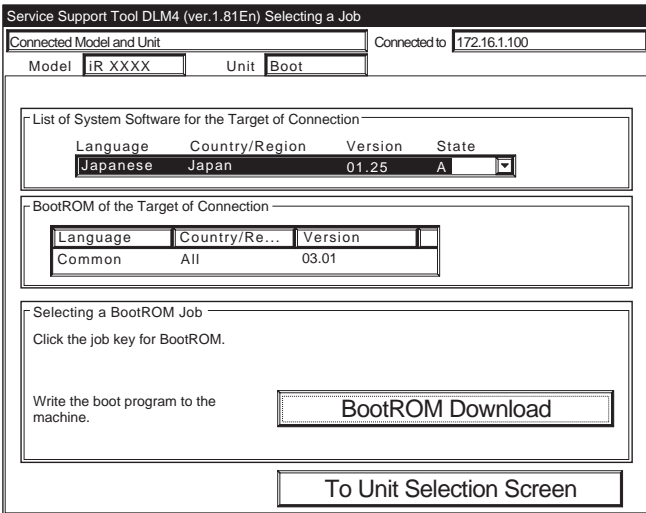 Service Support Tool DLM4 (ver.1.81En) Selecting a Job
Connected Model and Unit Connected to 172.16.1.100
Model iR XXXX Unit Boot
List of System Software for the Target of Connection
Language Country/Region Version State
Japanese Japan 01.25 A
BootROM of the Target of Connection
Language Country/Re... Version
Common All 03.01
Selecting a BootROM Job
Click the job key for BootROM.
Write the boot program to the
machine.
BootROM Download
To Unit Selection Screen